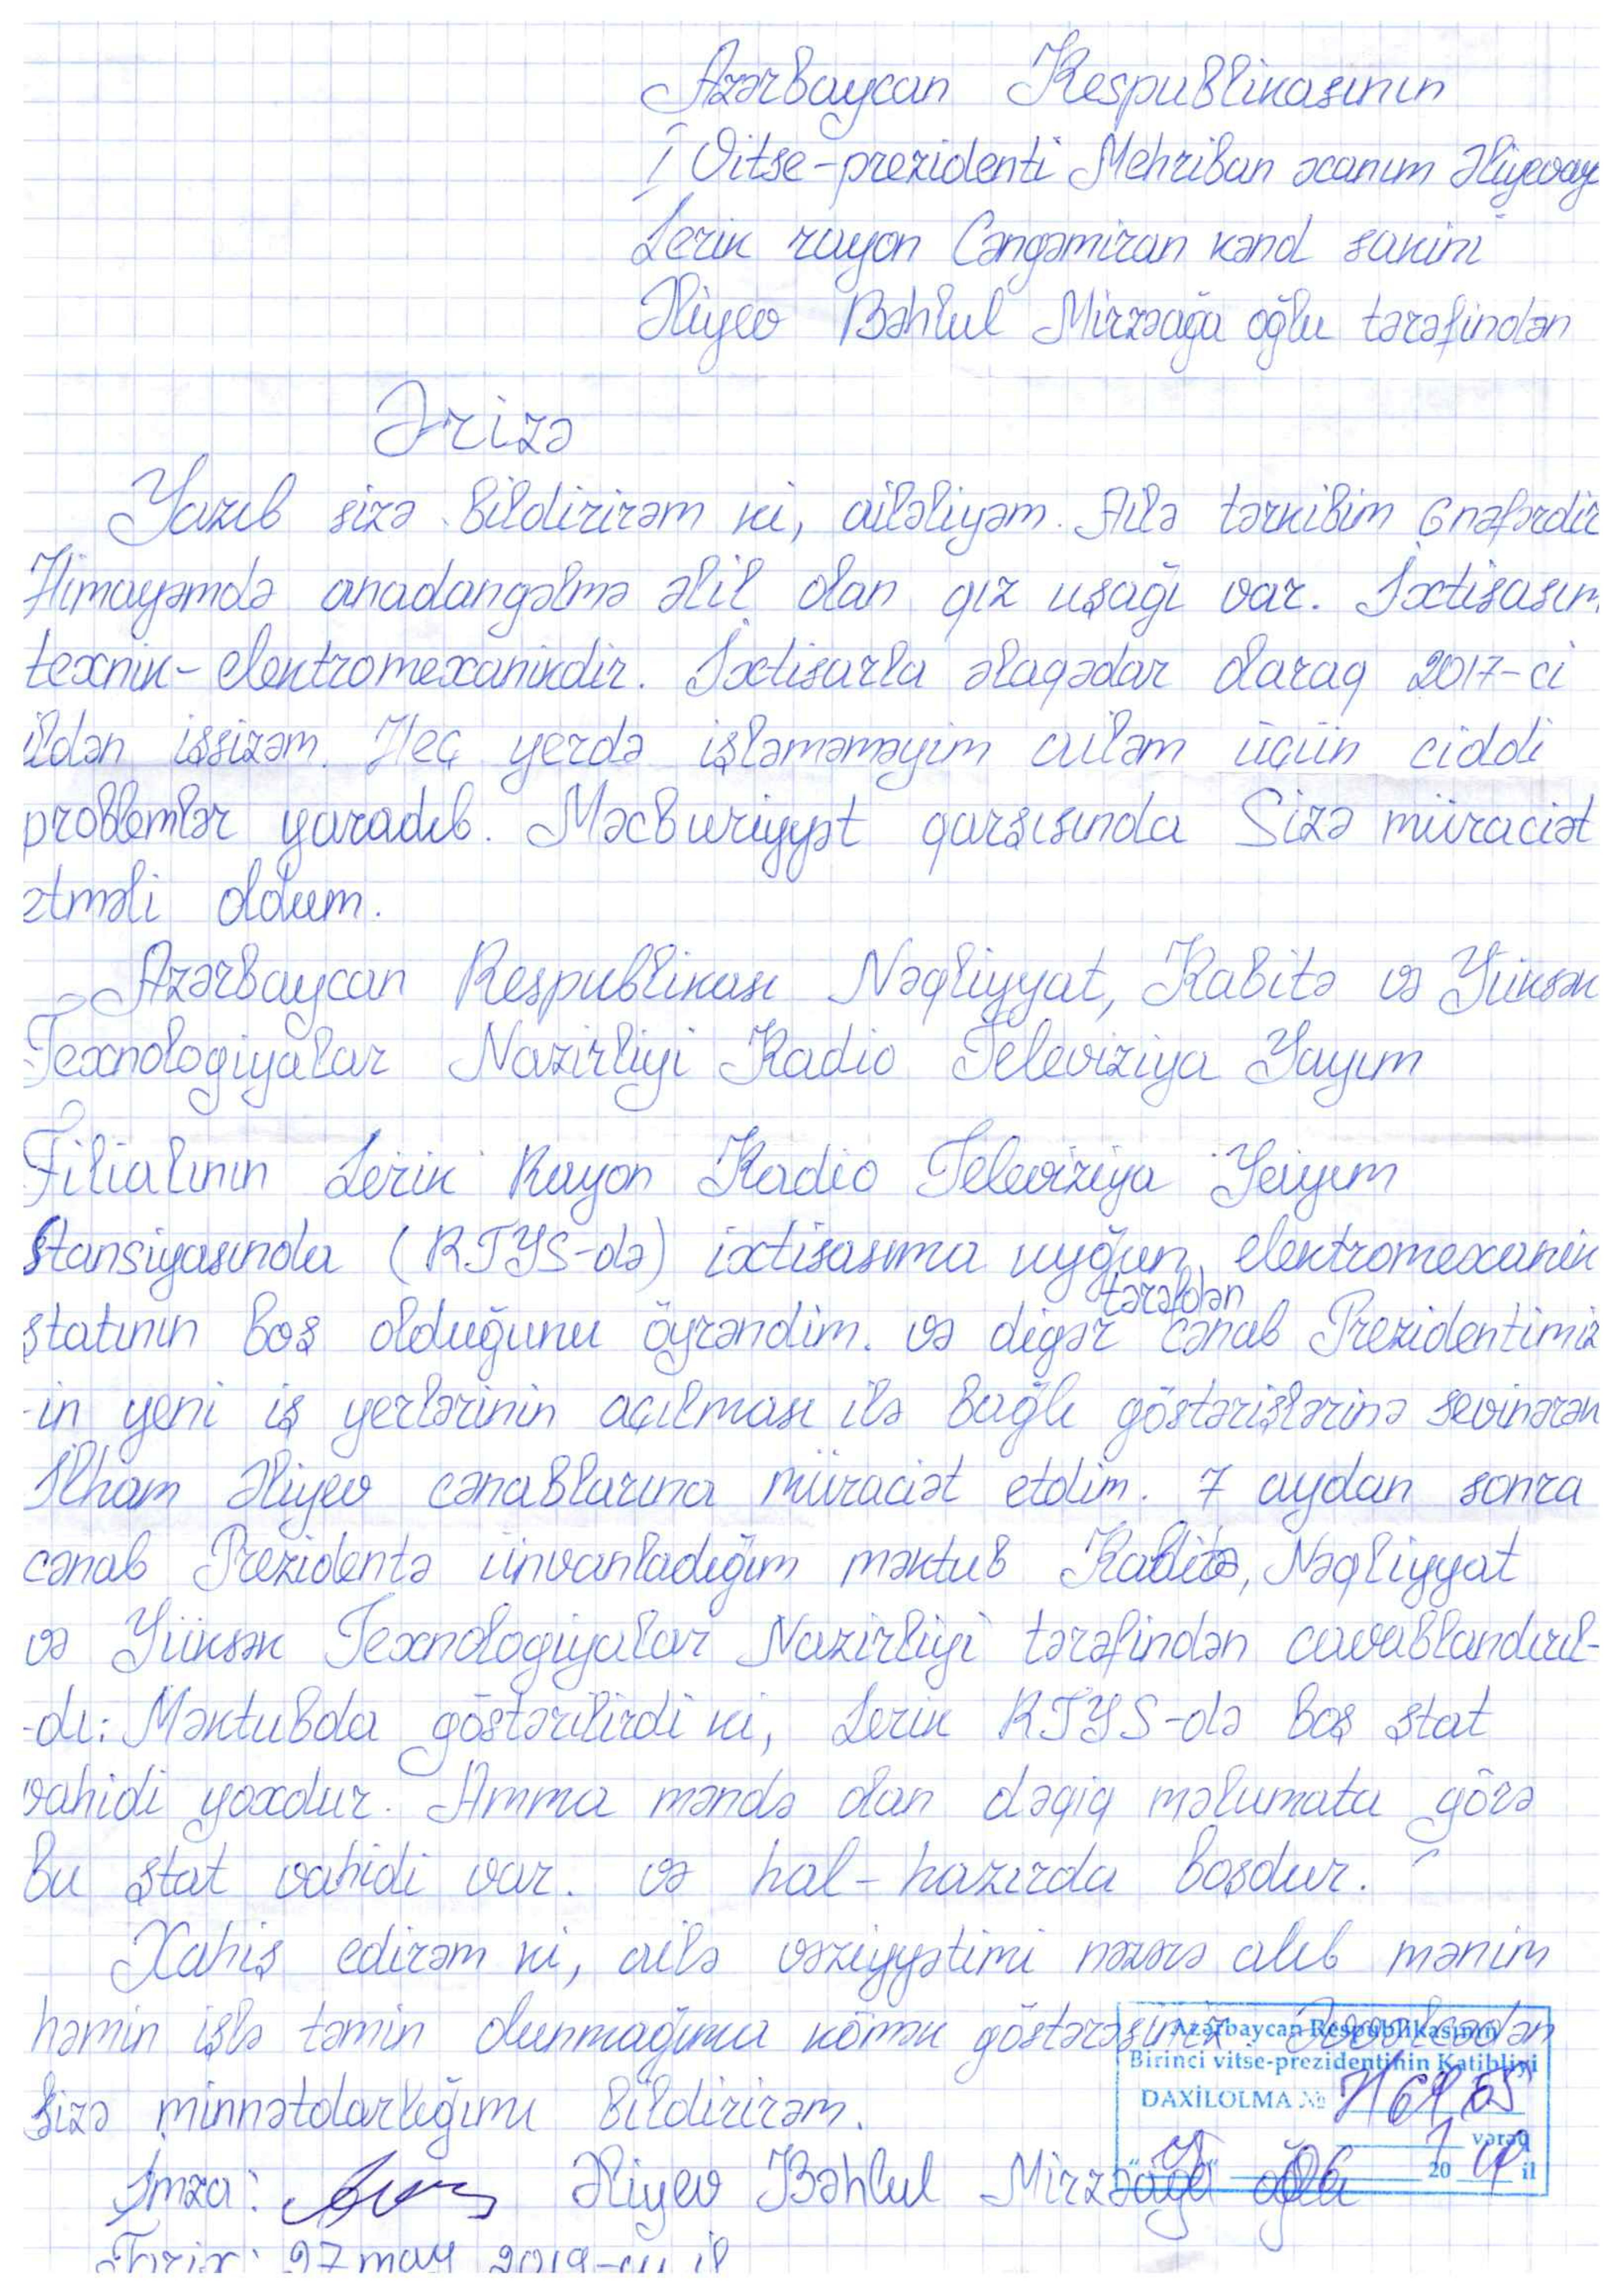 Azərbaycan Respublikasının
I Vitse-prezidenti Mehriban xanım Əliyevay
Lerik rayon Cəngəmiran kənd sakini
Əliyev Bəhlul Mirzəağa oğlu tərəfindən
Ərizə
Yazıb sizə bildirirəm ki, ailəliyəm. Ailə tərkibim 6 nəfərdir
Himayəmdə anadangəlmə əlil olan qız uşağı var. İxtisasım
texnik-elektromexanikdir. İxtisarla əlaqədar olaraq 2017-ci
ildən işsizəm. Heç yerdə işləməməyim ailəm üçün ciddi
problemlər yaradıb. Məcburiyyət qarşısında Sizə müraciət
etməli oldum.
Azərbaycan Respublikası Nəqliyyat, Rabitə və Yüksək
Texnologiyalar Nazirliyi Radio Televiziya Yayım
Filialının Lerik Rayon Radio Televiziya Yayım
Stansiyasında (RTYS-də) ixtisasıma uyğun elektromexanik
ştatının boş olduğunu öyrəndim. və digər tərəfdən cənab Prezidentimiz
-in yeni iş yerlərinin açılması ilə bağlı göstərişlərinə sevinərək
İlham Əliyev cənablarına müraciət etdim. 7 aydan sonra
cənab Prezidentə ünvanladığım məktub Rabitə, Nəqliyyat
və Yüksək Texnologiyalar Nazirliyi tərəfindən cavablandırıl-
-dı: Məktubda göstərilirdi ki, Lerik RTYS-də boş ştat
vahidi yoxdur. Amma məndə olan dəqiq məlumata görə
bu ştat vahidi var. və hal-hazırda boşdur.
Xahiş edirəm ki, ailə vəziyyətimi nəzərə alıb mənim
həmin işlə təmin olunmağıma kömək göstərəsiniz. Əvvəlcədən
Sizə minnətdarlığımı bildirirəm.
Azərbaycan Respublikasının
Birinci vitse-prezidentinin Katibliyi
DAXİLOLMA №
1 vərəq
20 il
İmza: Əliyev Bəhlul Mirzəağa oğlu
Tarix: 27 may 2019-cu il